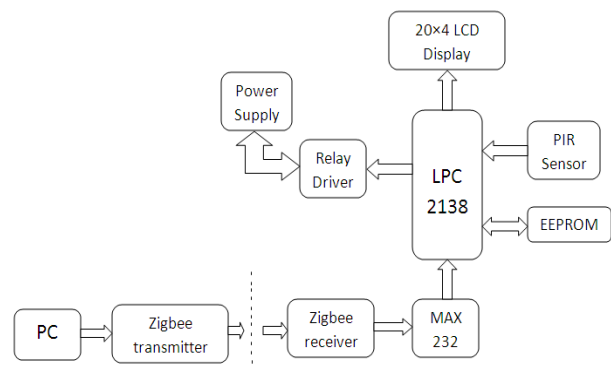 20×4 LCD
Display
Power
Supply
Relay
Driver
LPC
2138
PIR
Sensor
EEPROM
PC
Zigbee
transmitter
Zigbee
receiver
MAX
232